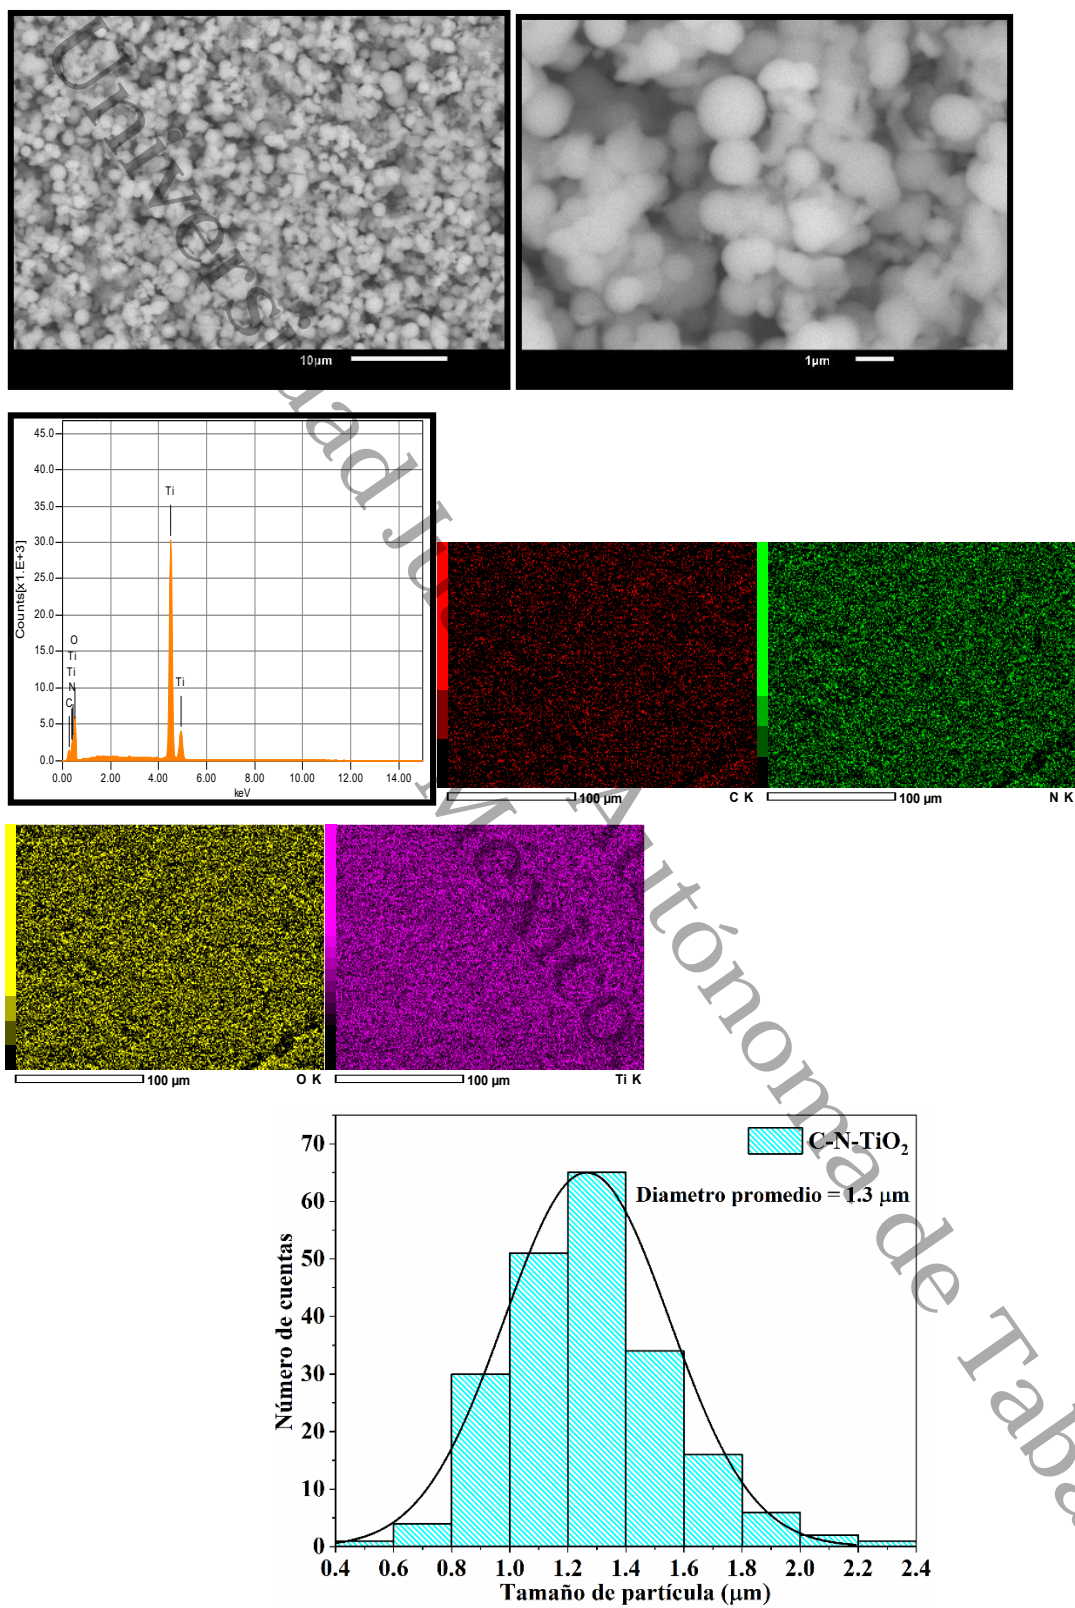 10µm
1µm
45.0
40.0
35.0
30.0
25.0
20.0
15.0
10.0
5.0
0.0
Counts[x1.E+3]
Ti
O
Ti
Ti
N
C
Ti
0.00 2.00 4.00 6.00 8.00 10.00 12.00 14.00
keV
100 µm C K
100 µm N K
100 µm O K
100 µm Ti K
C-N-TiO₂
Diametro promedio = 1.3 µm
Número de cuentas
70
60
50
40
30
20
10
0
0.4 0.6 0.8 1.0 1.2 1.4 1.6 1.8 2.0 2.2 2.4
Tamaño de partícula (µm)
Universidad Juárez Autónoma de Taba
México